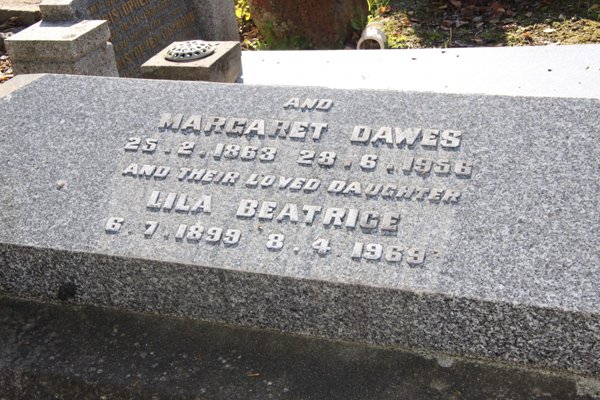 AND
MARGARET DAWES
25.2.1863 28.6.1956
AND THEIR LOVED DAUGHTER
LILA BEATRICE
6.7.1899 8.4.1969